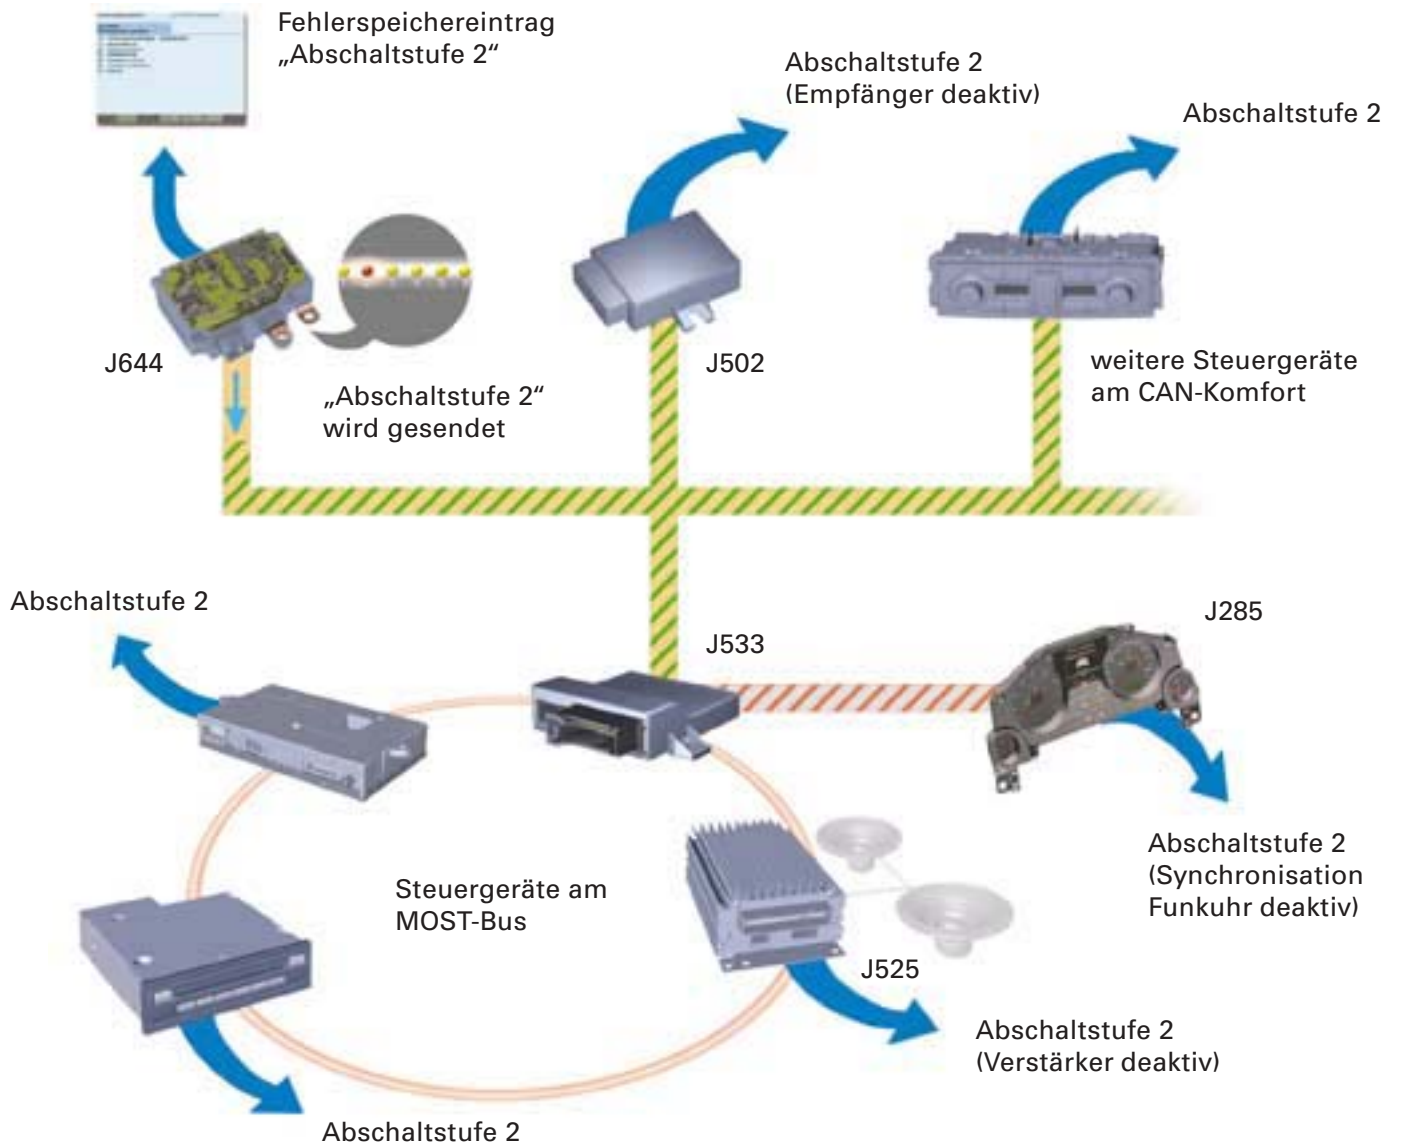 Fehlerspeichereintrag
„Abschaltstufe 2“
Abschaltstufe 2
(Empfänger deaktiv)
Abschaltstufe 2
J644
„Abschaltstufe 2“
wird gesendet
J502
weitere Steuergeräte
am CAN-Komfort
Abschaltstufe 2
J533
J285
Steuergeräte am
MOST-Bus
Abschaltstufe 2
(Synchronisation
Funkuhr deaktiv)
J525
Abschaltstufe 2
(Verstärker deaktiv)
Abschaltstufe 2